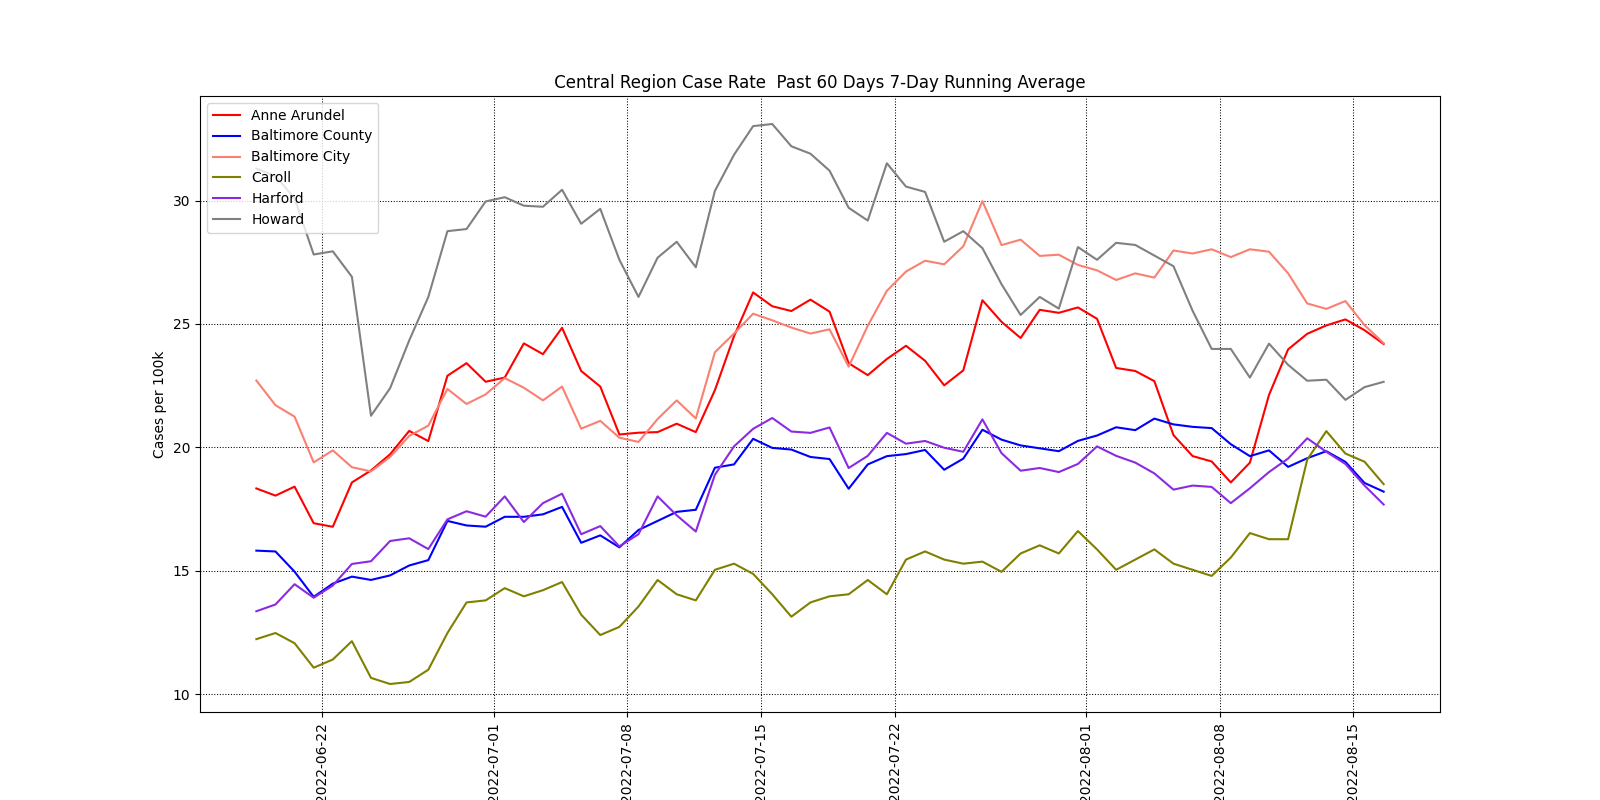 Central Region Case Rate  Past 60 Days 7-Day Running Average
Anne Arundel
Baltimore County
Baltimore City
Caroll
Harford
Howard
Cases per 100k
30
25
20
15
10
2022-06-22
2022-07-01
2022-07-08
2022-07-15
2022-07-22
2022-08-01
2022-08-08
2022-08-15